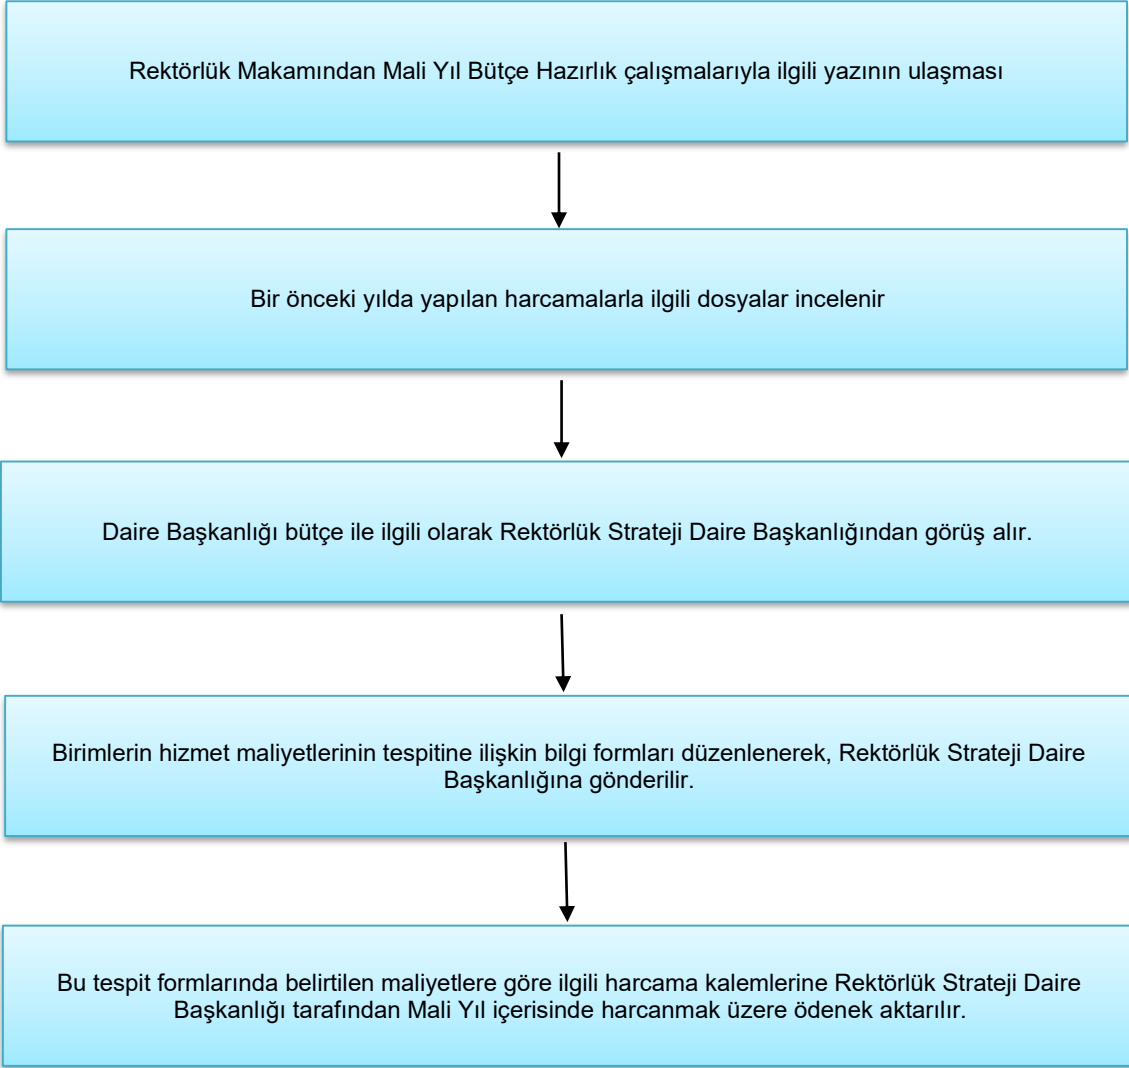 Rektörlük Makamından Mali Yıl Bütçe Hazırlık çalışmalarıyla ilgili yazının ulaşması
Bir önceki yılda yapılan harcamalarla ilgili dosyalar incelenir
Daire Başkanlığı bütçe ile ilgili olarak Rektörlük Strateji Daire Başkanlığından görüş alır.
Birimlerin hizmet maliyetlerinin tespitine ilişkin bilgi formları düzenlenerek, Rektörlük Strateji Daire
Başkanlığına gönderilir.
Bu tespit formlarında belirtilen maliyetlere göre ilgili harcama kalemlerine Rektörlük Strateji Daire
Başkanlığı tarafından Mali Yıl içerisinde harcanmak üzere ödenek aktarılır.